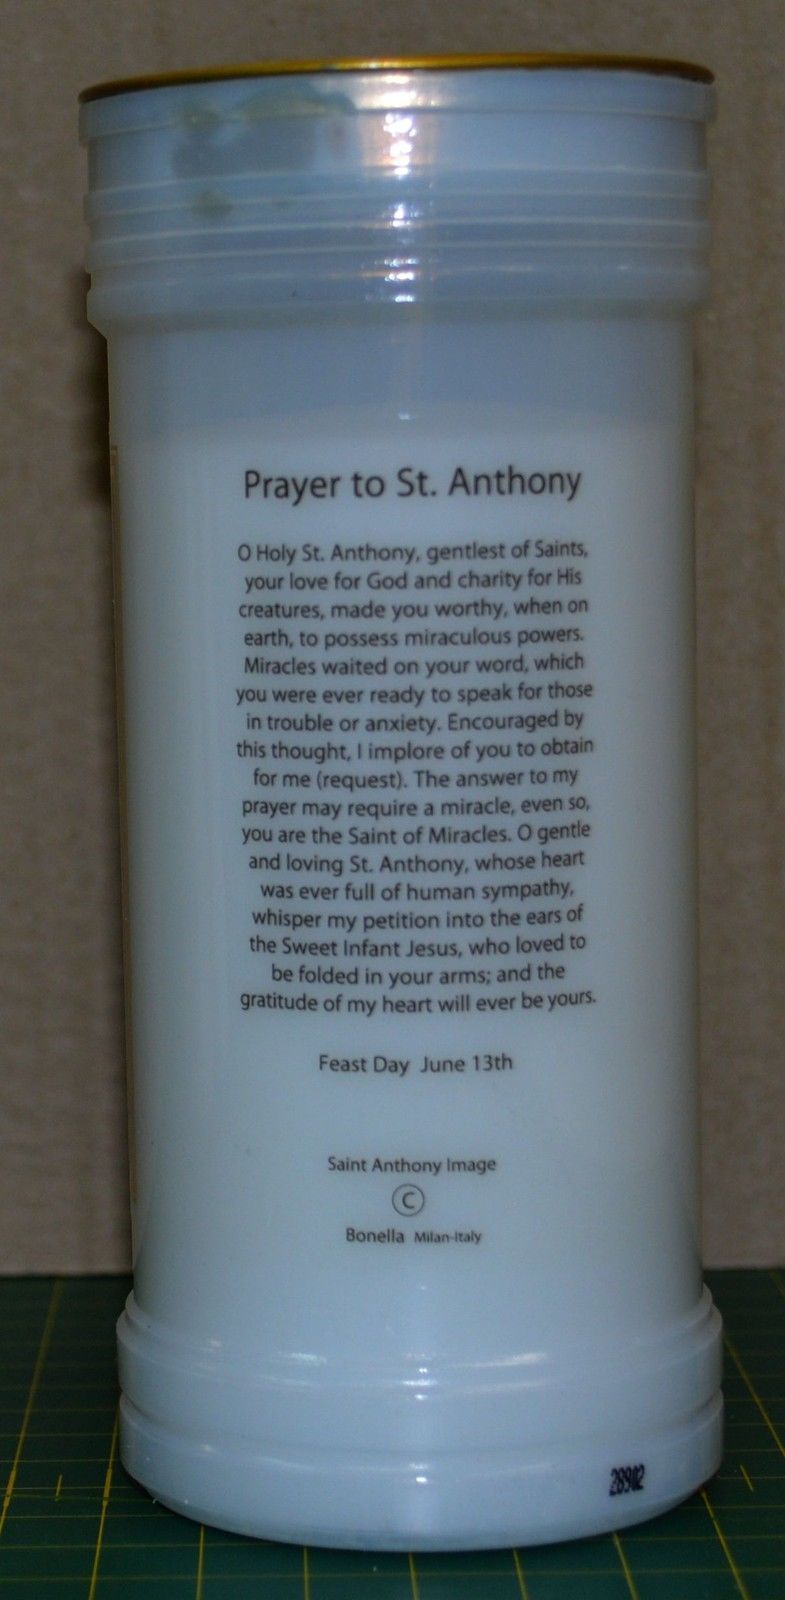 Prayer to St. Anthony
O Holy St. Anthony, gentlest of Saints,
your love for God and charity for His
creatures, made you worthy, when on
earth, to possess miraculous powers.
Miracles waited on your word, which
you were ever ready to speak for those
in trouble or anxiety. Encouraged by
this thought, I implore of you to obtain
for me (request). The answer to my
prayer may require a miracle, even so,
you are the Saint of Miracles. O gentle
and loving St. Anthony, whose heart
was ever full of human sympathy,
whisper my petition into the ears of
the Sweet Infant Jesus, who loved to
be folded in your arms; and the
gratitude of my heart will ever be yours.
Feast Day June 13th
Saint Anthony Image
©
Bonella Milan-Italy
28902